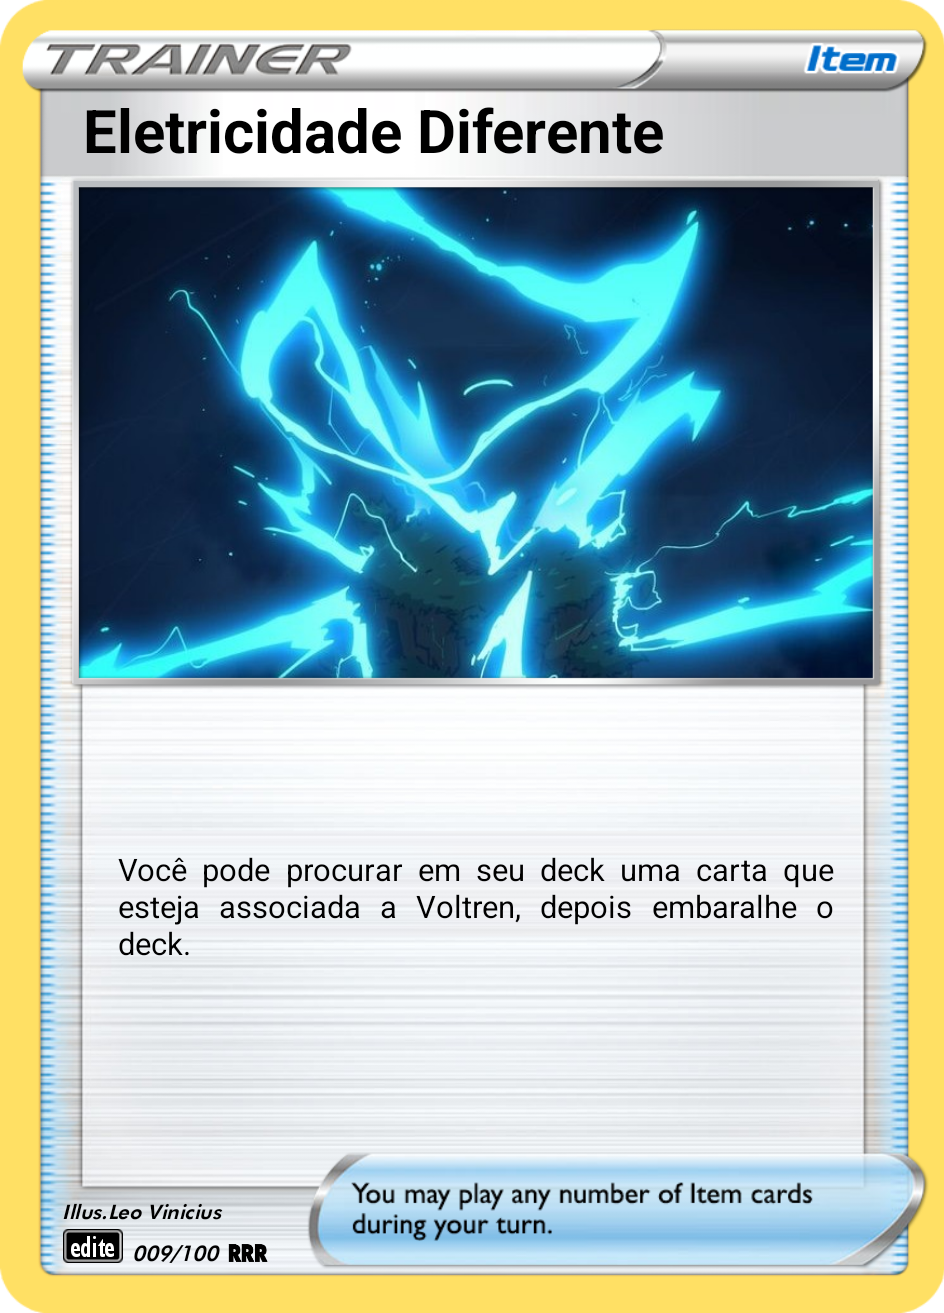 TRAINER
Item
Eletricidade Diferente
Você pode procurar em seu deck uma carta que
esteja associada a Voltren, depois embaralhe o
deck.
You may play any number of Item cards
during your turn.
Illus.Leo Vinicius
edite 009/100 RRR